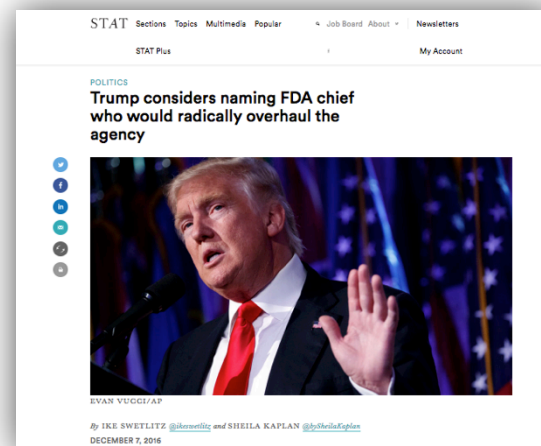 STAT Sections Topics Multimedia Popular Job Board About Newsletters
STAT Plus My Account
POLITICS
Trump considers naming FDA chief
who would radically overhaul the
agency
EVAN VUCCI/AP
By IKE SWETLITZ @ikeswetlitz and SHEILA KAPLAN @bySheilaKaplan
DECEMBER 7, 2016